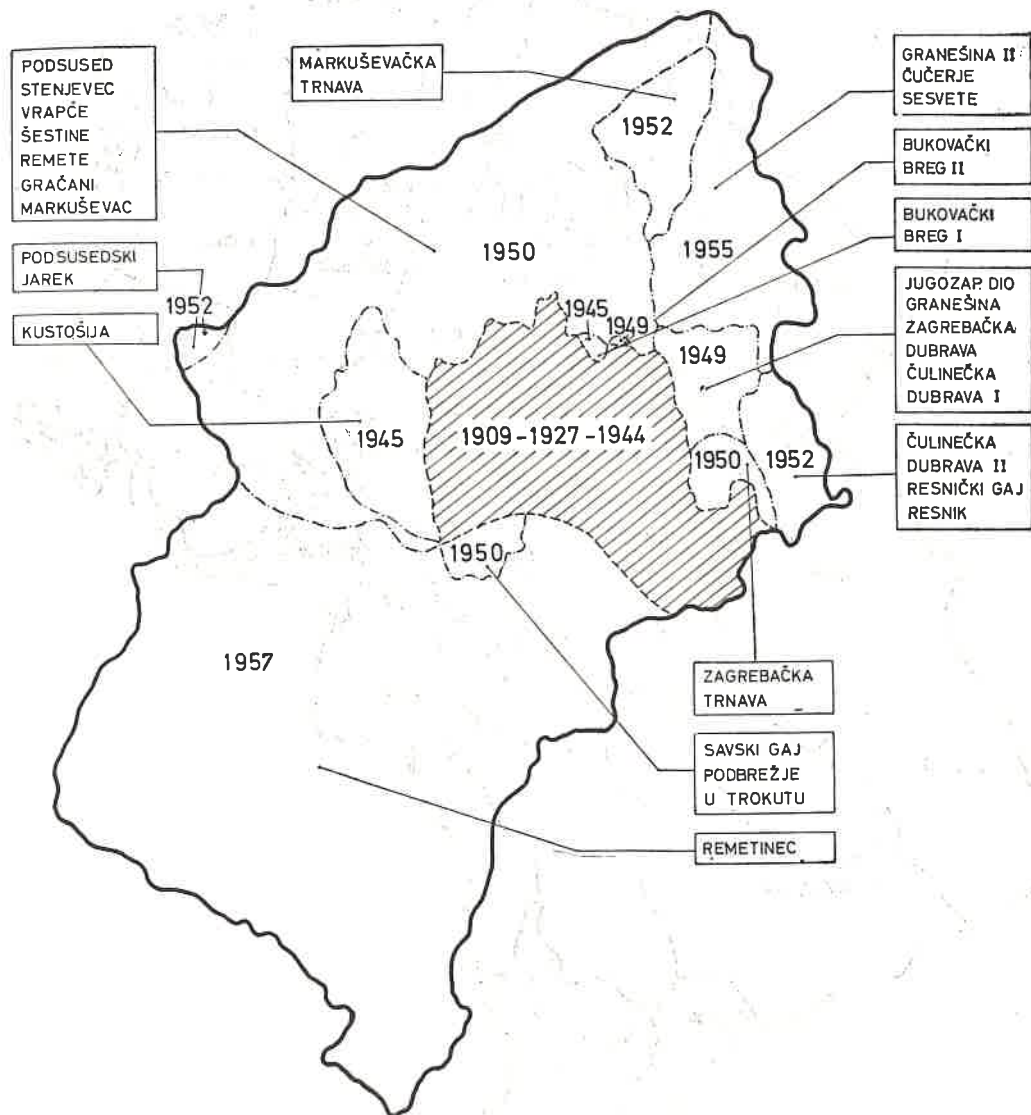 PODSUSED
STENJEVEC
VRAPČE
ŠESTINE
REMETE
GRAČANI
MARKUŠEVAC
PODSUSEDSKI
JAREK
KUSTOŠIJA
MARKUŠEVAČKA
TRNAVA
GRANEŠINA II
ČUČERJE
SESVETE
BUKOVAČKI
BREG II
BUKOVAČKI
BREG I
JUGOZAP. DIO
GRANEŠINA
ZAGREBAČKA
DUBRAVA
ČULINEČKA
DUBRAVA I
ČULINEČKA
DUBRAVA II
RESNIČKI GAJ
RESNIK
ZAGREBAČKA
TRNAVA
SAVSKI GAJ
PODBREŽJE
U TROKUTU
REMETINEC
1952
1950
1955
1952
1945
1949
1949
1945
1909-1927-1944
1950
1952
1950
1957